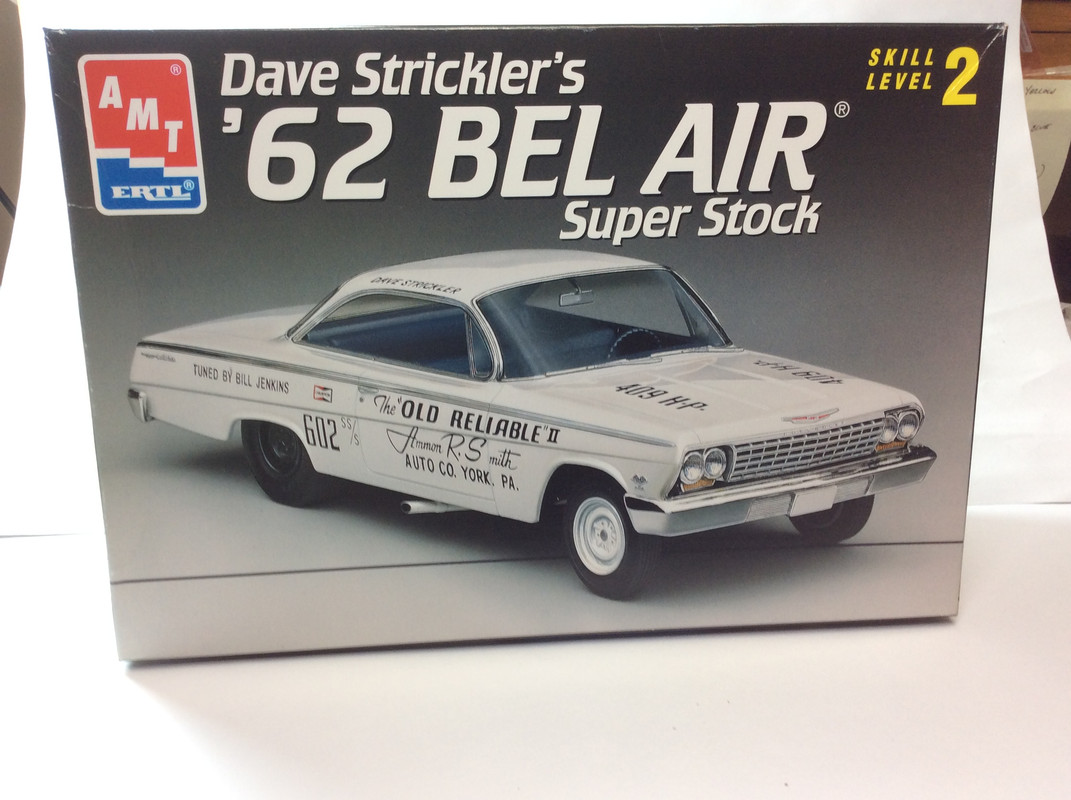 AMT®
ERTL®
Dave Strickler's
'62 BEL AIR®
Super Stock
SKILL
LEVEL 2
DAVE STRICKLER
TUNED BY BILL JENKINS
602 SS/S
The "OLD RELIABLE" II
Ammon R. Smith
AUTO CO. YORK, PA.
409 H-P.
409 H-P.